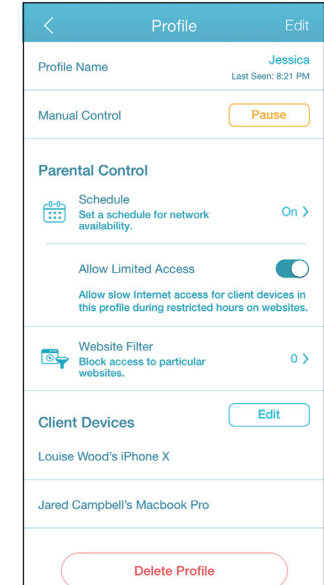 Profile
Edit
Profile Name
Jessica
Last Seen: 8:21 PM
Manual Control
Pause
Parental Control
Schedule
Set a schedule for network
availability.
On
Allow Limited Access
Allow slow Internet access for client devices in
this profile during restricted hours on websites.
Website Filter
Block access to particular
websites.
0
Client Devices
Edit
Louise Wood's iPhone X
Jared Campbell's Macbook Pro
Delete Profile